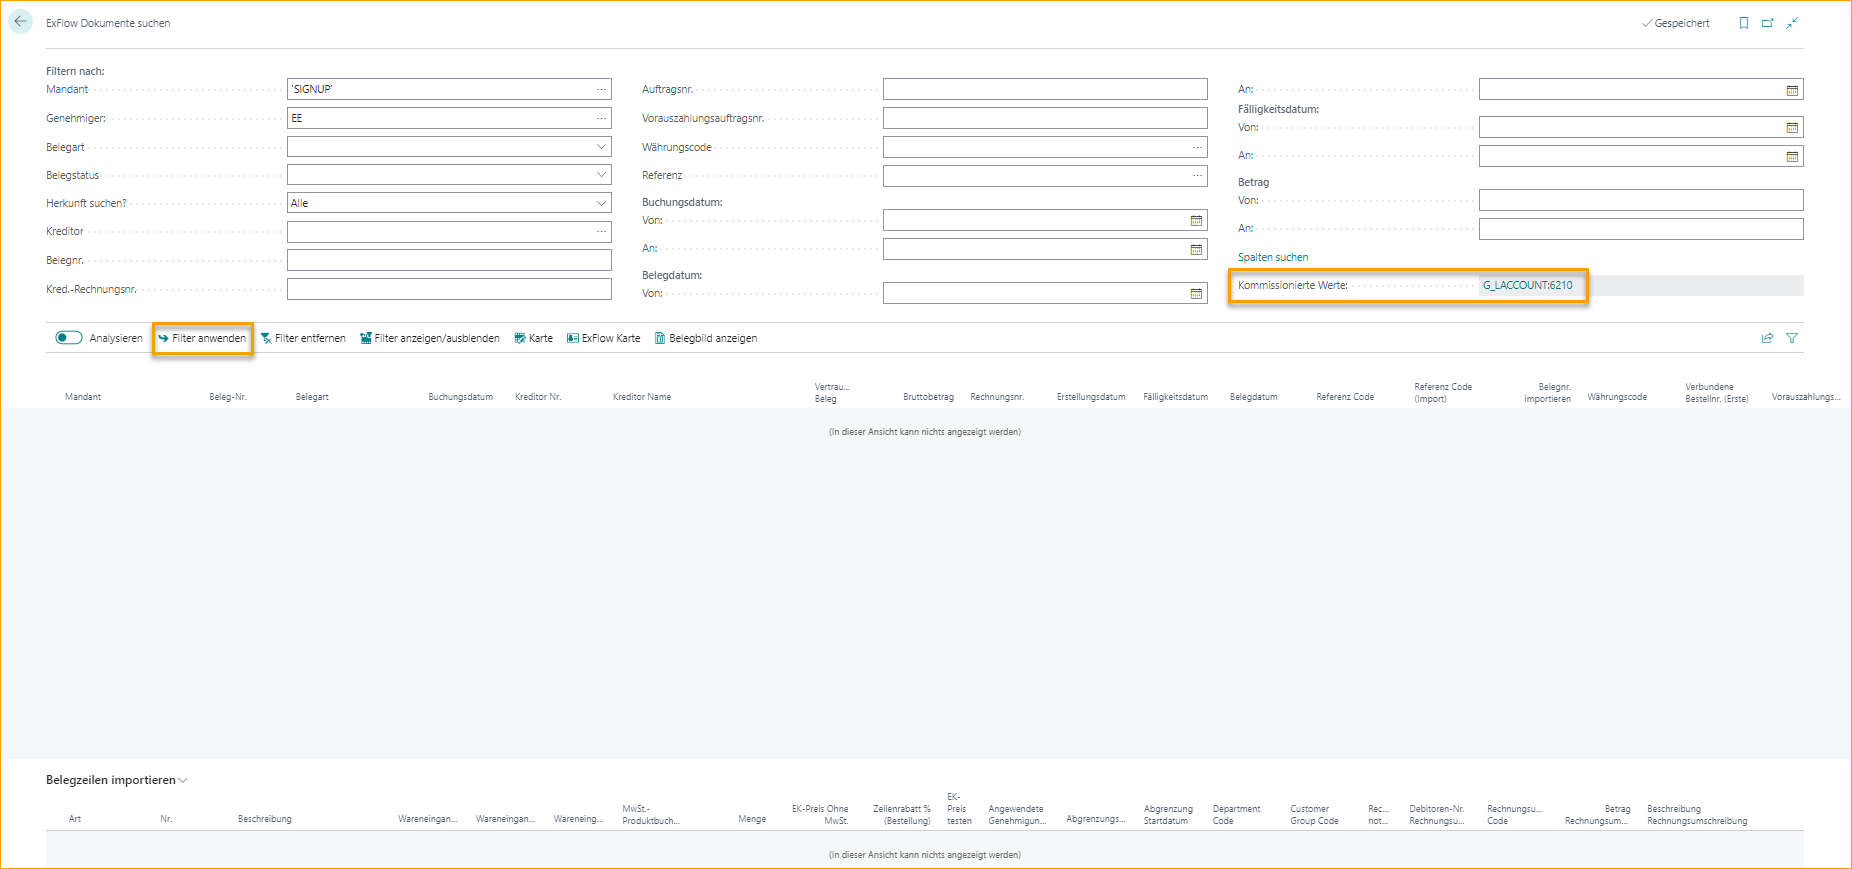 ExFlow Dokumente suchen
Gespeichert
Filtern nach:
Mandant
'SIGNUP'
Genehmiger:
EE
Belegart
Belegstatus
Herkunft suchen?
Alle
Kreditor
Belegnr.
Kred.-Rechnungsnr.
Auftragsnr.
Vorauszahlungsauftragsnr.
Währungscode
Referenz
Buchungsdatum:
Von:
An:
Belegdatum:
Von:
An:
Fälligkeitsdatum:
Von:
An:
Betrag
Von:
An:
Spalten suchen
Kommissionierte Werte:
G_LACCOUNT:6210
Analysieren
Filter anwenden
Filter entfernen
Filter anzeigen/ausblenden
Karte
ExFlow Karte
Belegbild anzeigen
Mandant
Beleg-Nr.
Belegart
Buchungsdatum
Kreditor Nr.
Kreditor Name
Vertrau...
Beleg
Bruttobetrag
Rechnungsnr.
Erstellungsdatum
Fälligkeitsdatum
Belegdatum
Referenz Code
Referenz Code
(Import)
Belegnr.
importieren
Währungscode
Verbundene
Bestellnr. (Erste)
Vorauszahlungs...
(In dieser Ansicht kann nichts angezeigt werden)
Belegzeilen importieren
Art
Nr.
Beschreibung
Wareneingan...
Wareneingan...
Wareneing...
MwSt.-
Produktbuch...
Menge
EK-Preis Ohne
MwSt.
Zeilenrabatt %
(Bestellung)
EK-
Preis
testen
Angewendete
Genehmigun...
Abgrenzungs...
Abgrenzung
Startdatum
Department
Code
Customer
Group Code
Rec...
not...
Debitoren-Nr.
Rechnungsu...
Rechnungsu...
Code
Betrag
Rechnungsum...
Beschreibung
Rechnungsumschreibung
(In dieser Ansicht kann nichts angezeigt werden)